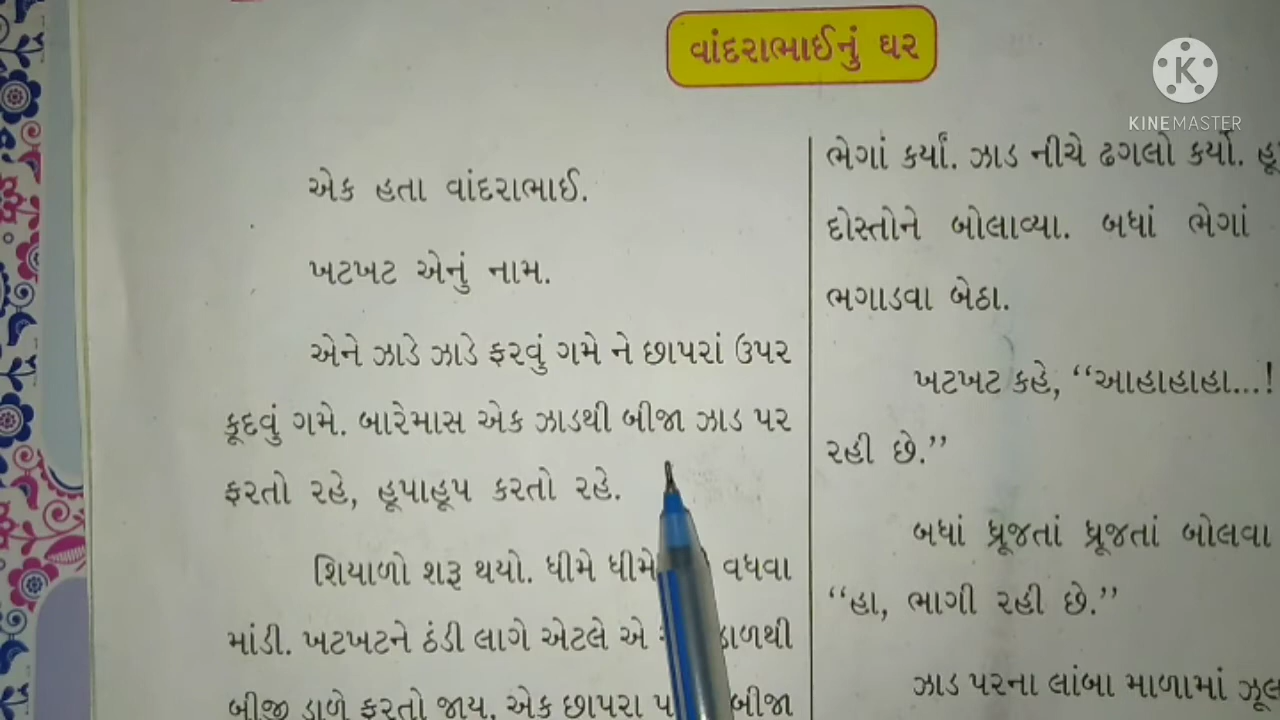 વાંદરાભાઈનું ઘર
K
KINEMASTER
એક હતા વાંદરાભાઈ.
ખટખટ એનું નામ.
એને ઝાડે ઝાડે ફરવું ગમે ને છાપરાં ઉપર
કૂદવું ગમે. બારેમાસ એક ઝાડથી બીજા ઝાડ પર
ફરતો રહે, હૂપાહૂપ કરતો રહે.
શિયાળો શરૂ થયો. ધીમે ધીમે વધવા
માંડી. ખટખટને ઠંડી લાગે એટલે એ ડાળથી
બીજી ડાળે ફરતો જાય, એક છાપરા બીજા
ભેગાં કર્યાં. ઝાડ નીચે ઢગલો કર્યો.
દોસ્તોને બોલાવ્યા. બધાં ભેગાં
ભગાડવા બેઠા.
ખટખટ કહે, “આહાહાહા...!
રહી છે.”
બધાં ધ્રૂજતાં ધ્રૂજતાં બોલવા
“હા, ભાગી રહી છે.”
ઝાડ પરના લાંબા માળામાં